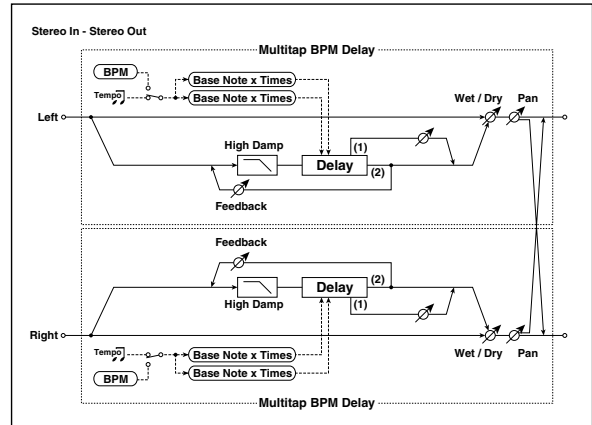 Stereo In - Stereo Out
Multitap BPM Delay
BPM
Base Note x Times
Tempo
Base Note x Times
Wet / Dry
Pan
Left
High Damp
(1)
Delay
(2)
Feedback
Feedback
(2)
Delay
High Damp
(1)
Right
Wet / Dry
Pan
Tempo
Base Note x Times
BPM
Base Note x Times
Multitap BPM Delay